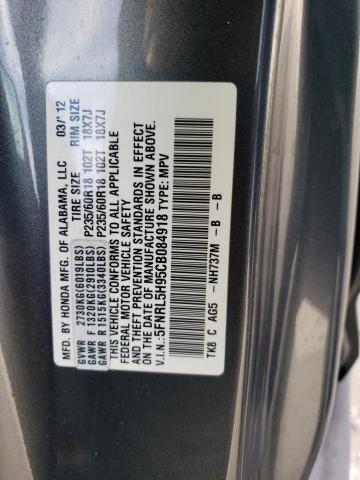 MFD. BY HONDA MFG. OF ALABAMA, LLC 03/'12
TIRE SIZE RIM SIZE
GVWR 2730KG(6019LBS)
GAWR F 1320KG(2910LBS) P235/60R18 102T 18X7J
GAWR R 1515KG(3340LBS) P235/60R18 102T 18X7J
THIS VEHICLE CONFORMS TO ALL APPLICABLE
FEDERAL MOTOR VEHICLE SAFETY
AND THEFT PREVENTION STANDARDS IN EFFECT
ON THE DATE OF MANUFACTURE SHOWN ABOVE.
V.I.N.:5FNRL5H95CB084918 TYPE: MPV
TK8 C AG5 -NH737M -B -B